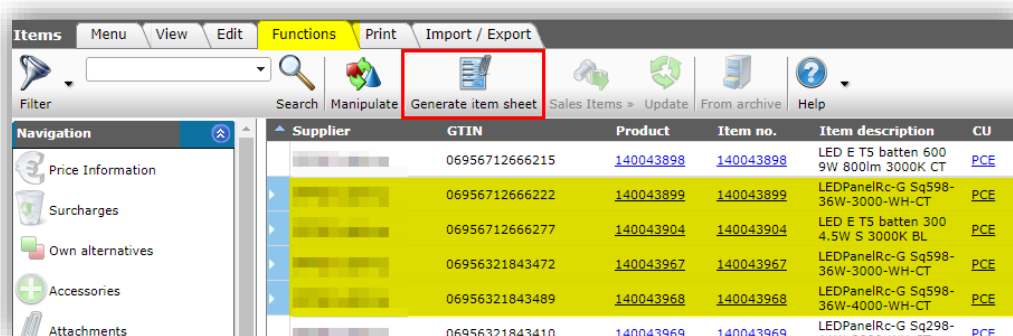 Items Menu View Edit Functions Print Import / Export
Filter Search Manipulate Generate item sheet Sales Items » Update From archive Help
Navigation
Price Information
Surcharges
Own alternatives
Accessories
Attachments
Supplier GTIN Product Item no. Item description CU
06956712666215 140043898 140043898 LED E T5 batten 600 PCE
9W 800lm 3000K CT
06956712666222 140043899 140043899 LEDPanelRc-G Sq598- PCE
36W-3000-WH-CT
06956712666277 140043904 140043904 LED E T5 batten 300 PCE
4.5W S 3000K BL
06956321843472 140043967 140043967 LEDPanelRc-G Sq598- PCE
36W-3000-WH-CT
06956321843489 140043968 140043968 LEDPanelRc-G Sq598- PCE
36W-4000-WH-CT
06956321843410 140043969 140043969 LEDPanelRc-G Sq298- PCE